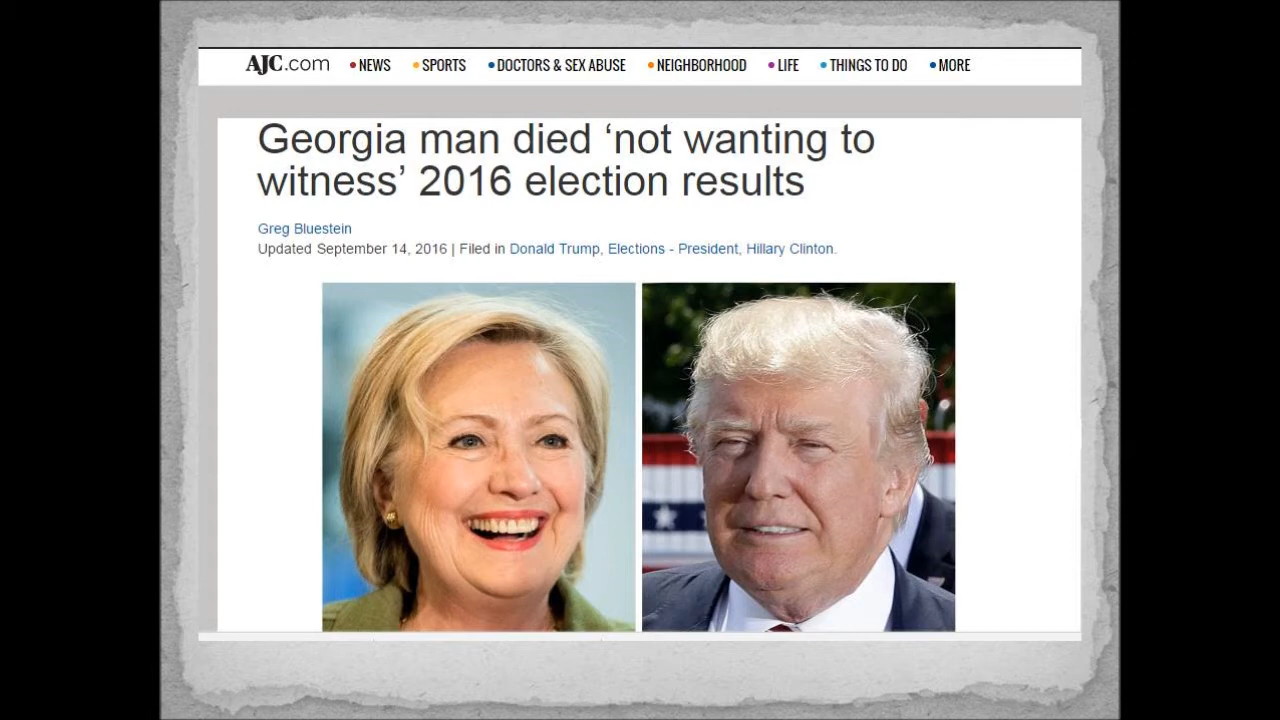 AJC.com • NEWS • SPORTS • DOCTORS & SEX ABUSE • NEIGHBORHOOD • LIFE • THINGS TO DO • MORE
Georgia man died ‘not wanting to
witness’ 2016 election results
Greg Bluestein
Updated September 14, 2016 | Filed in Donald Trump, Elections - President, Hillary Clinton.